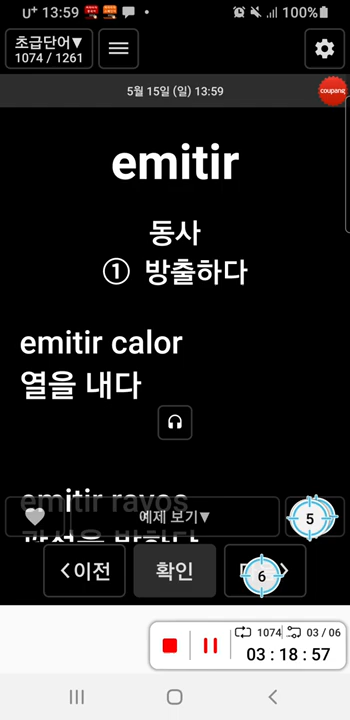 U+ 13:59 100%
초급단어▼
1074 / 1261
5월 15일 (일) 13:59
coupang
emitir
동사
① 방출하다
emitir calor
열을 내다
emitir rayos
예제 보기▼
5
이전
확인
6
1074 03 / 06
03 : 18 : 57